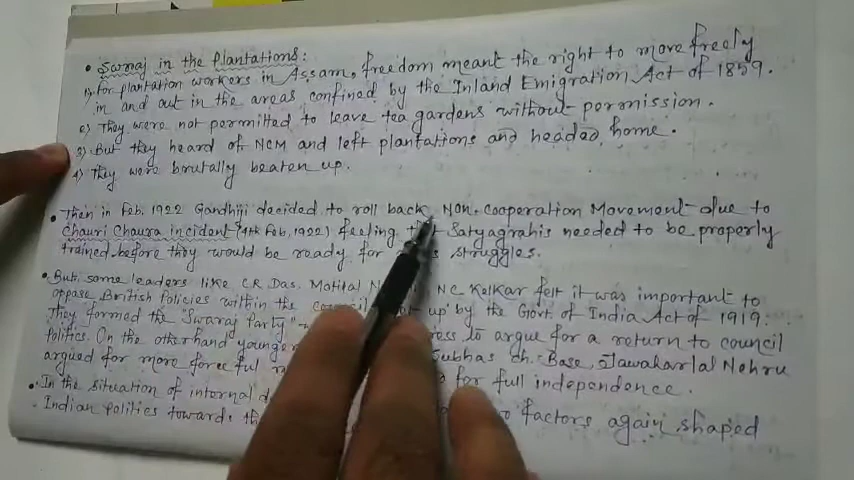 • Swaraj in the Plantations:
1) For plantation workers in Assam, freedom meant the right to move freely
in and out in the areas confined by the Inland Emigration Act of 1859.
2) They were not permitted to leave tea gardens without permission.
3) But they heard of NCM and left plantations and headed home.
4) They were brutally beaten up.
• Then in Feb, 1922 Gandhiji decided to roll back Non-Cooperation Movement due to
Chauri Chaura incident (4th Feb, 1922) feeling Satyagrahis needed to be properly
trained before they would be ready for struggles.
• But some leaders like CR Das, Motilal NC Kelkar felt it was important to
oppose British Policies within the up by the Govt of India Act of 1919.
They formed the "Swaraj Party" to argue for a return to council
Politics. On the other hand younger Subhas Ch. Bose, Jawaharlal Nehru
argued for more forceful for full independence.
• In the situation of internal factors again shaped
Indian politics towards